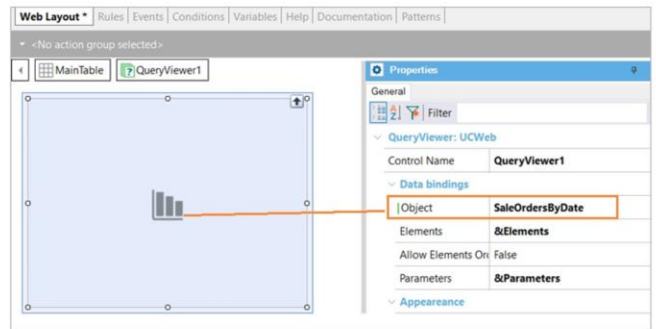 Web Layout * Rules Events Conditions Variables Help Documentation Patterns
<No action group selected>
MainTable QueryViewer1
Properties
General
Filter
QueryViewer: UCWeb
Control Name QueryViewer1
Data bindings
Object SaleOrdersByDate
Elements &Elements
Allow Elements Or False
Parameters &Parameters
Appeareance